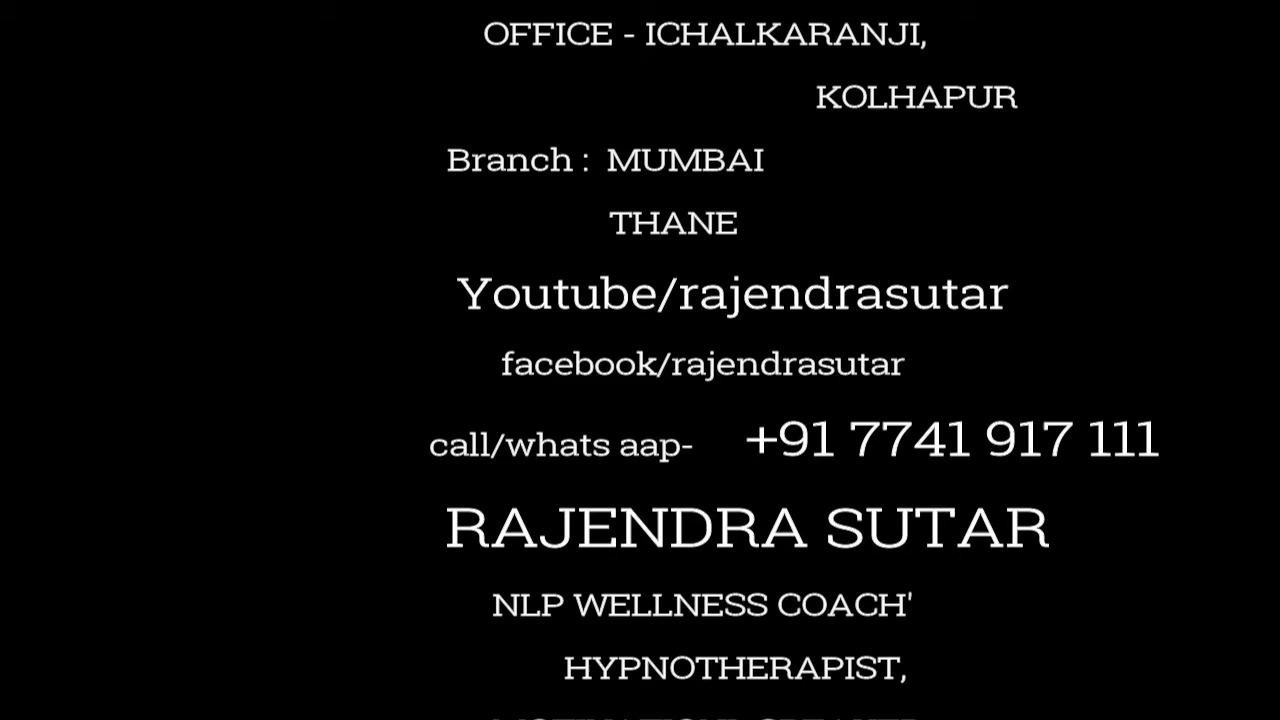 OFFICE - ICHALKARANJI,
KOLHAPUR
Branch : MUMBAI
THANE
Youtube/rajendrasutar
facebook/rajendrasutar
call/whats aap- +91 7741 917 111
RAJENDRA SUTAR
NLP WELLNESS COACH'
HYPNOTHERAPIST,